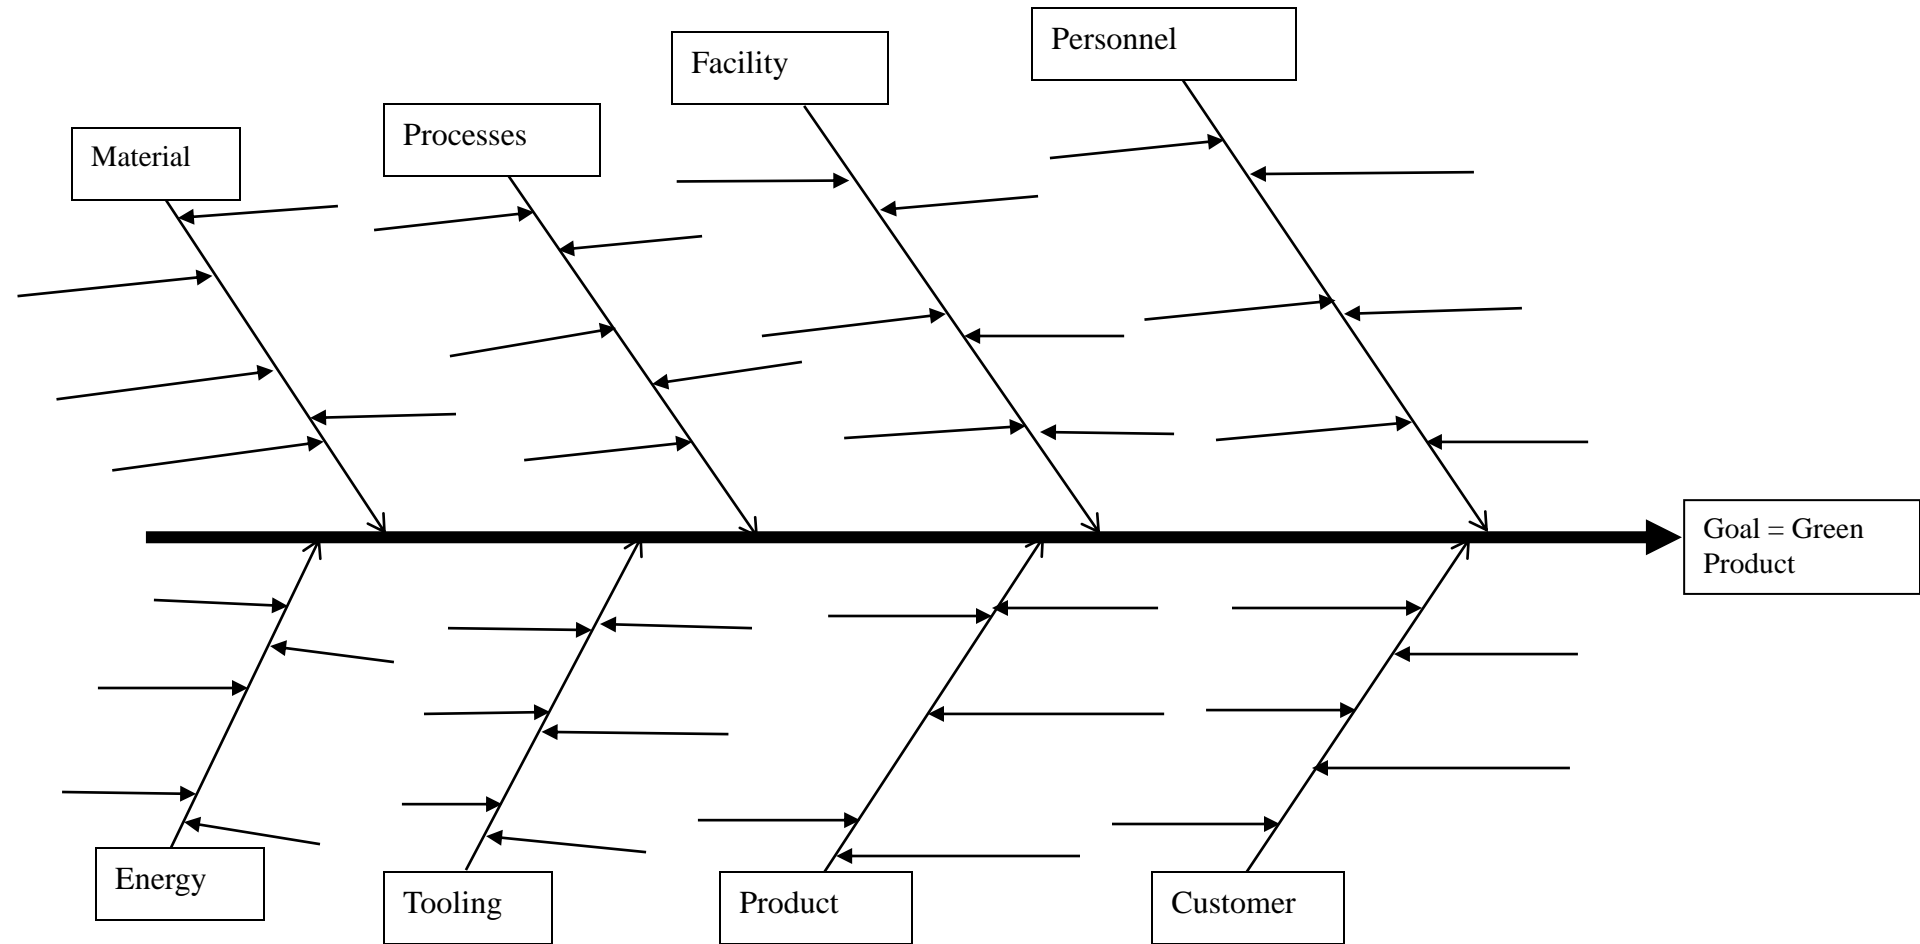 Personnel
Facility
Processes
Material
Goal = Green
Product
Energy
Tooling
Product
Customer